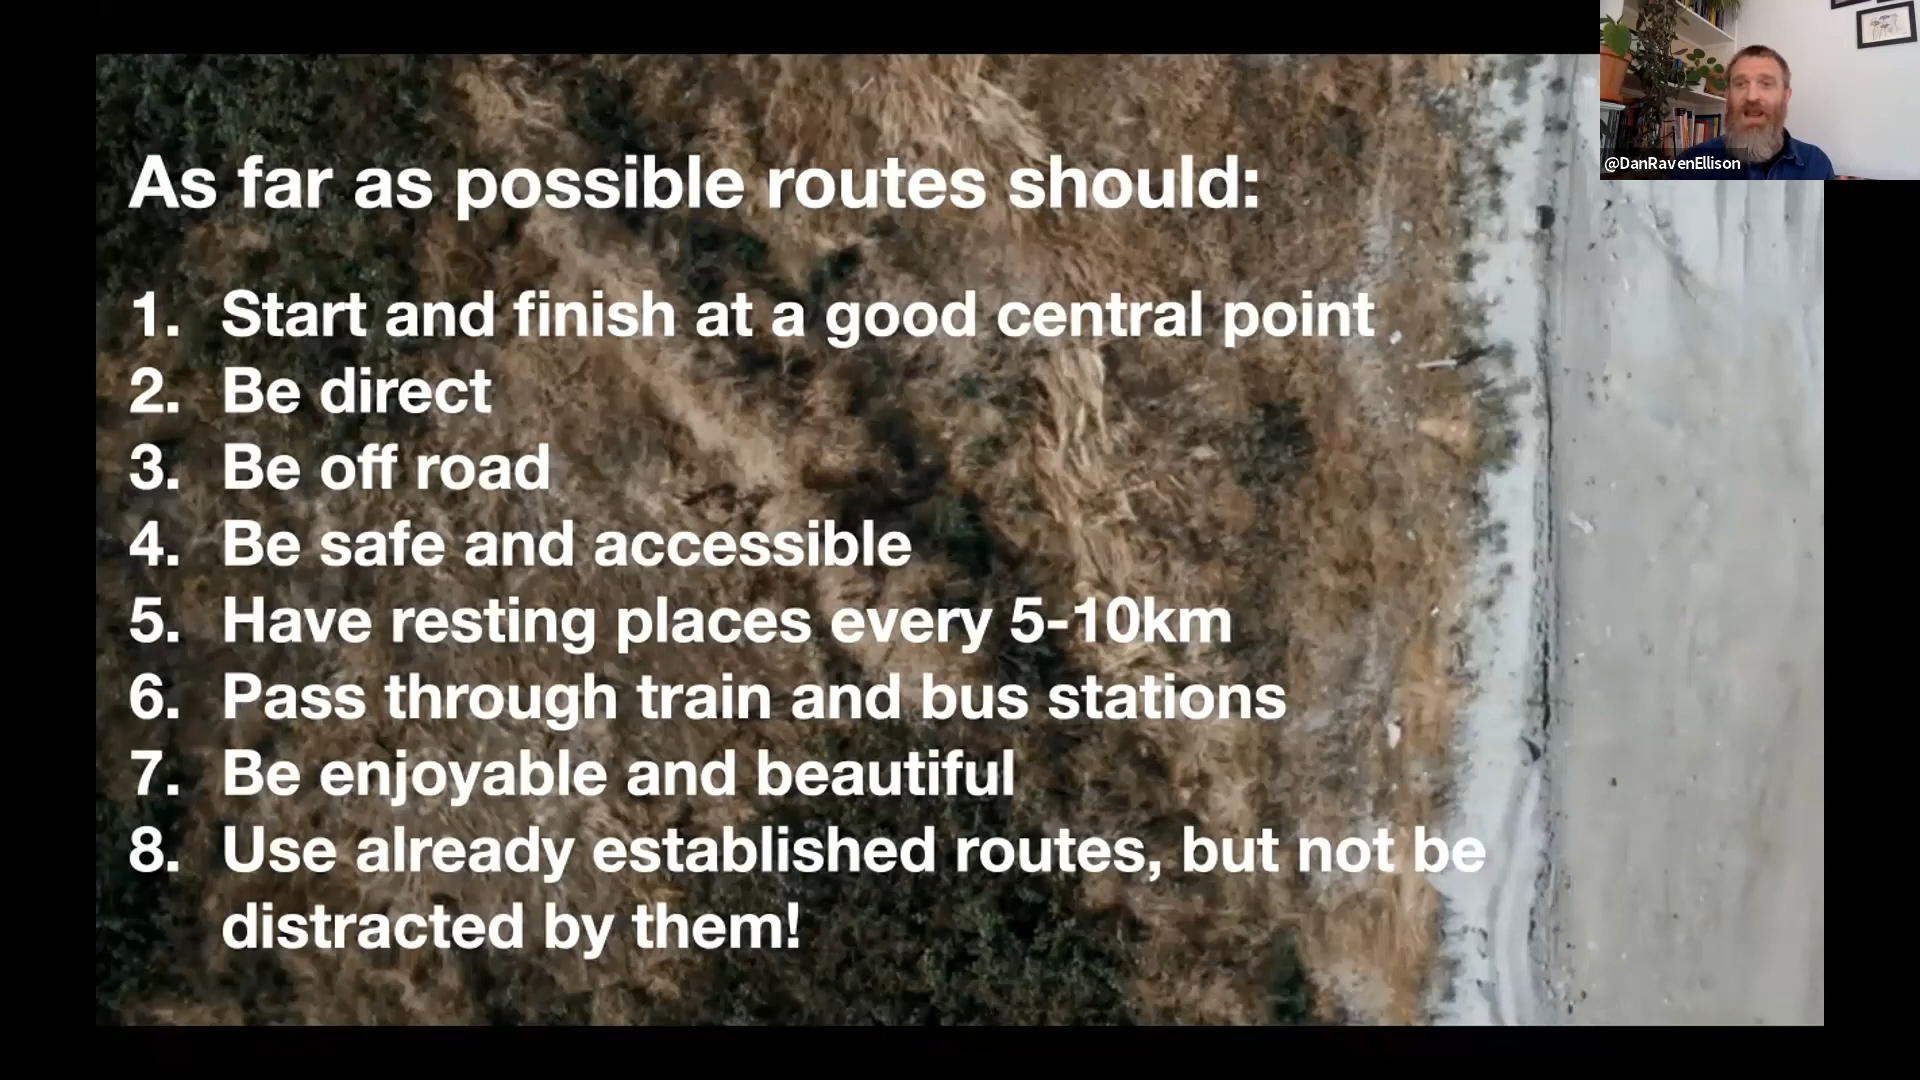 As far as possible routes should:
1. Start and finish at a good central point
2. Be direct
3. Be off road
4. Be safe and accessible
5. Have resting places every 5-10km
6. Pass through train and bus stations
7. Be enjoyable and beautiful
8. Use already established routes, but not be
distracted by them!
@DanRavenEllison